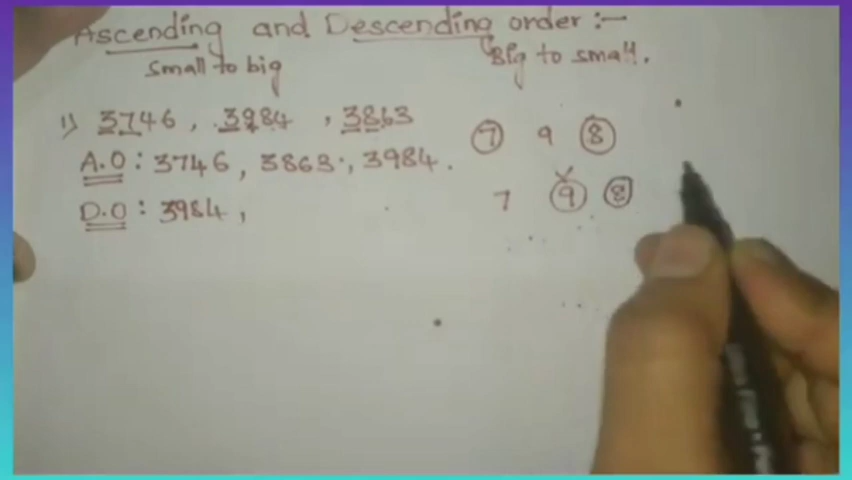 Ascending and Descending order :-
Small to big
Big to small.
1) 3746, 3984, 3863
7 9 8
A.O : 3746, 3863, 3984.
D.O : 3984,
7 9 8